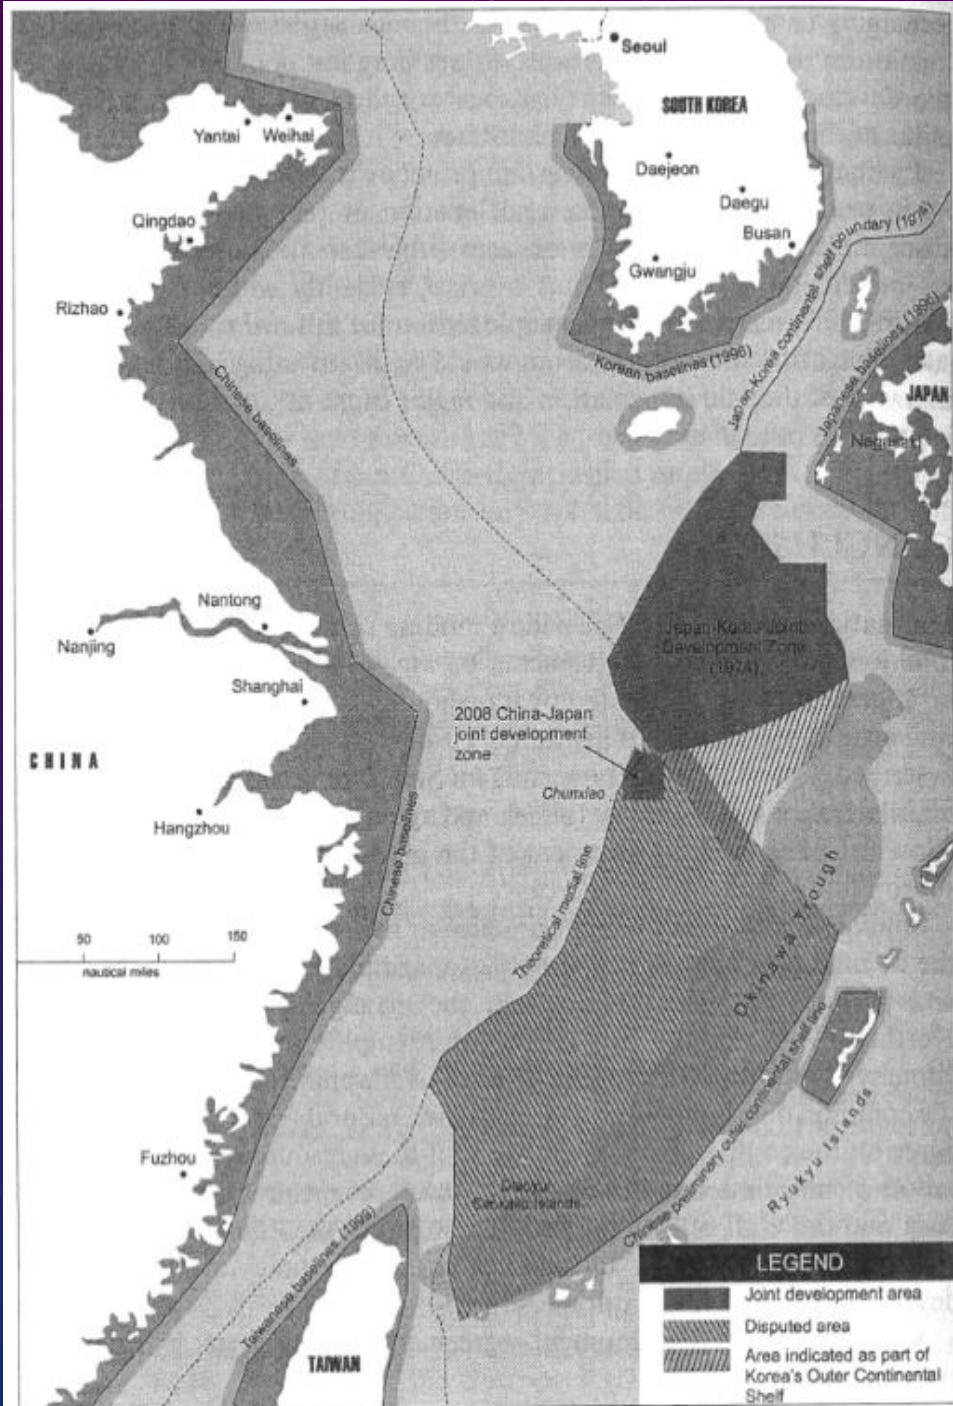 Seoul
SOUTH KOREA
Yantai
Weihai
Daejeon
Daegu
Qingdao
Busan
Gwangju
Japan-Korea continental shelf boundary (1974)
Rizhao
Korean baselines (1996)
Japanese baselines (1996)
JAPAN
Nagasaki
Chinese baselines
Nantong
Nanjing
Japan-Korea Joint
Development Zone
(1974)
Shanghai
2008 China-Japan
joint development
zone
CHINA
Chunxiao
Hangzhou
Chinese baselines
Theoretical medial line
Okinawa Trough
50
100
150
nautical miles
Chinese preliminary outer continental shelf line
Ryukyu Islands
Fuzhou
Diaoyu/
Senkaku Islands
Taiwanese baselines (1999)
TAIWAN
LEGEND
Joint development area
Disputed area
Area indicated as part of
Korea's Outer Continental
Shelf